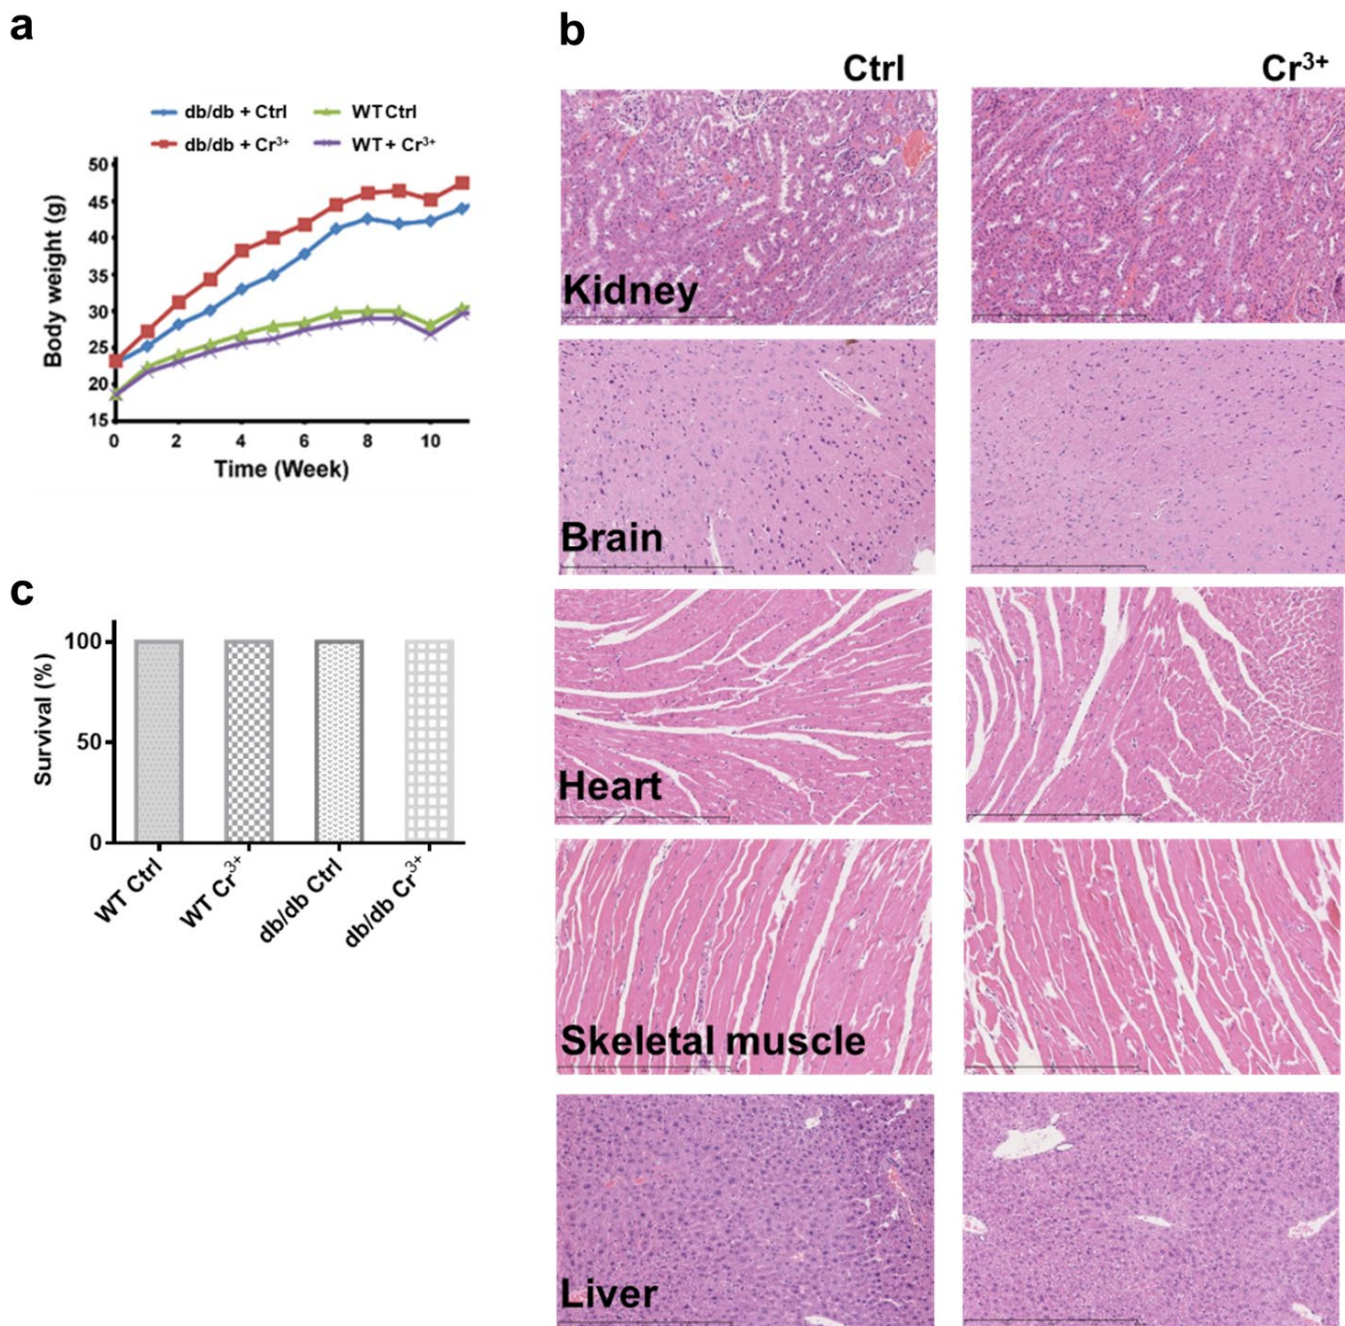 a
db/db + Ctrl
WT Ctrl
db/db + Cr³⁺
WT + Cr³⁺
50
45
40
35
30
25
20
15
0 2 4 6 8 10
Body weight (g)
Time (Week)
b
Ctrl Cr³⁺
Kidney
Brain
Heart
Skeletal muscle
Liver
c
100
50
0
Survival (%)
WT Ctrl
WT Cr³⁺
db/db Ctrl
db/db Cr³⁺